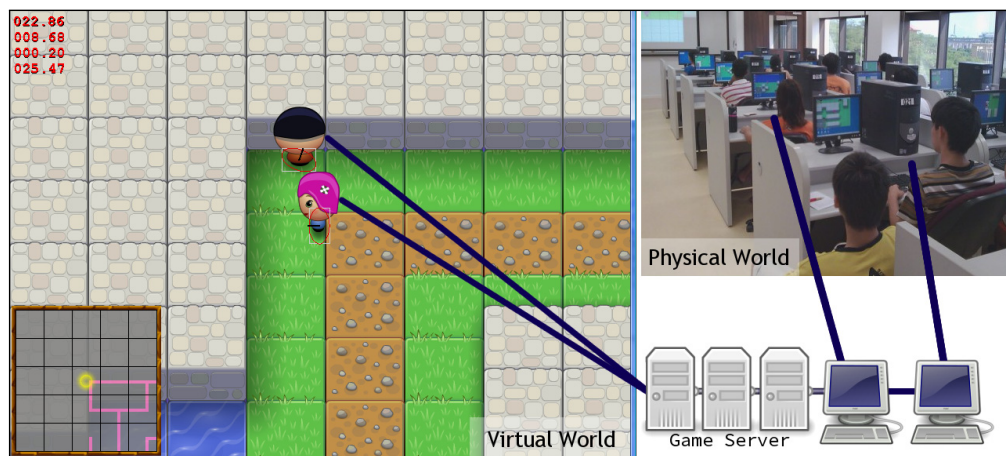 022.86
008.68
000.20
025.47
Virtual World
Physical World
Game Server